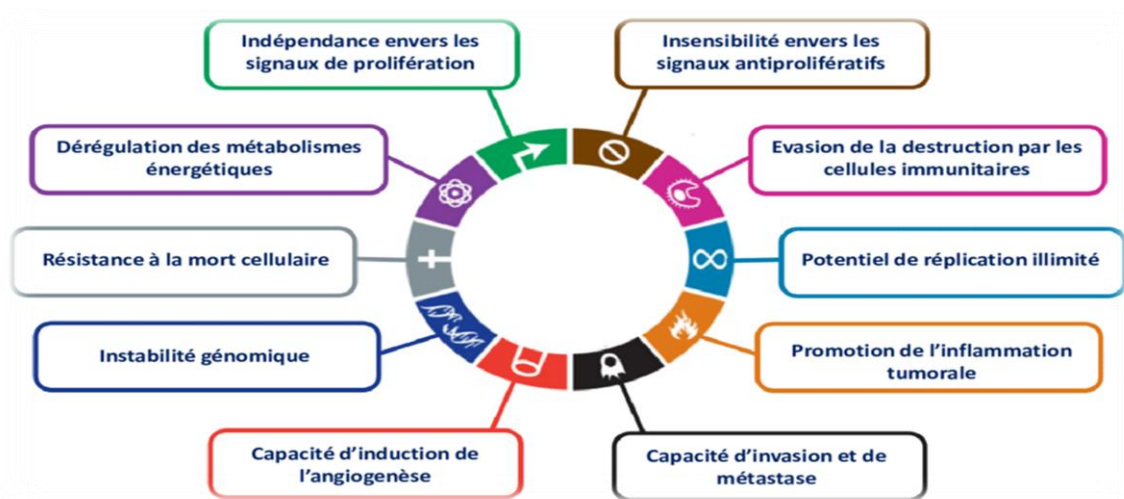 Indépendance envers les
signaux de prolifération
Insensibilité envers les
signaux antiprolifératifs
Dérégulation des métabolismes
énergétiques
Evasion de la destruction par les
cellules immunitaires
Résistance à la mort cellulaire
Potentiel de réplication illimité
Instabilité génomique
Promotion de l'inflammation
tumorale
Capacité d'induction de
l'angiogenèse
Capacité d'invasion et de
métastase